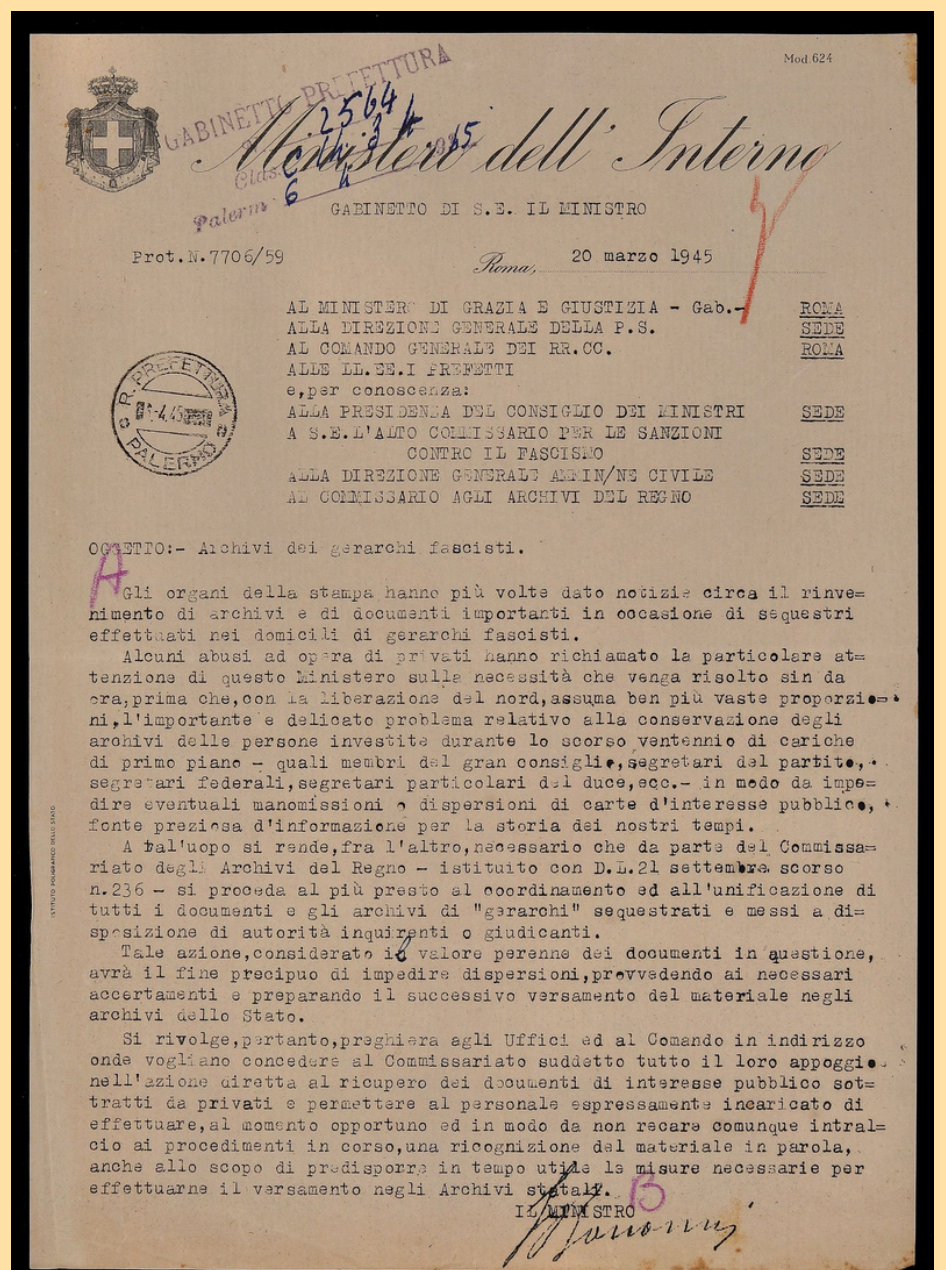 Mod. 624
GABINETTO PREFETTURA
2564
Ministero dell' Interno
Clas.
Palermo
6
GABINETTO DI S.E. IL MINISTRO
Prot.N.7706/59
Roma, 20 marzo 1945
AL MINISTERO DI GRAZIA E GIUSTIZIA - Gab.- ROMA
ALLA DIREZIONE GENERALE DELLA P.S. SEDE
AL COMANDO GENERALE DEI RR.CC. ROMA
ALLE LL.EE.I PREFETTI
e,per conoscenza:
ALLA PRESIDENZA DEL CONSIGLIO DEI MINISTRI SEDE
A S.E.L'ALTO COMMISSARIO PER LE SANZIONI
CONTRO IL FASCISMO SEDE
ALLA DIREZIONE GENERALE AMMIN/NE CIVILE SEDE
AL COMMISSARIO AGLI ARCHIVI DEL REGNO SEDE
R. PREFETTURA
-4.45
PALERMO
OGGETTO:- Archivi dei gerarchi fascisti.
A
Gli organi della stampa hanno più volte dato notizie circa il rinve=
nimento di archivi e di documenti importanti in occasione di sequestri
effettuati nei domicili di gerarchi fascisti.
Alcuni abusi ad opera di privati hanno richiamato la particolare at=
tenzione di questo Ministero sulla necessità che venga risolto sin da
ora,prima che,con la liberazione del nord,assuma ben più vaste proporzio=
ni,l'importante e delicato problema relativo alla conservazione degli
archivi delle persone investite durante lo scorso ventennio di cariche
di primo piano - quali membri del gran consiglio,segretari del partito,
segretari federali,segretari particolari del duce,ecc.- in modo da impe=
dire eventuali manomissioni o dispersioni di carte d'interesse pubblico,
fonte preziosa d'informazione per la storia dei nostri tempi.
A tal'uopo si rende,fra l'altro,necessario che da parte del Commissa=
riato degli Archivi del Regno - istituito con D.L.21 settembre scorso
n.236 - si proceda al più presto al coordinamento ed all'unificazione di
tutti i documenti e gli archivi di "gerarchi" sequestrati e messi a di=
sposizione di autorità inquirenti o giudicanti.
Tale azione,considerato il valore perenne dei documenti in questione,
avrà il fine precipuo di impedire dispersioni,provvedendo ai necessari
accertamenti e preparando il successivo versamento del materiale negli
archivi dello Stato.
Si rivolge,pertanto,preghiera agli Uffici ed al Comando in indirizzo
onde vogliano concedere al Commissariato suddetto tutto il loro appoggio
nell'azione diretta al ricupero dei documenti di interesse pubblico sot=
tratti da privati e permettere al personale espressamente incaricato di
effettuare,al momento opportuno ed in modo da non recare comunque intral=
cio ai procedimenti in corso,una ricognizione del materiale in parola,
anche allo scopo di predisporre in tempo utile le misure necessarie per
effettuarne il versamento negli Archivi statali.
B
IL MINISTRO
Bonomi
ISTITUTO POLIGRAFICO DELLO STATO